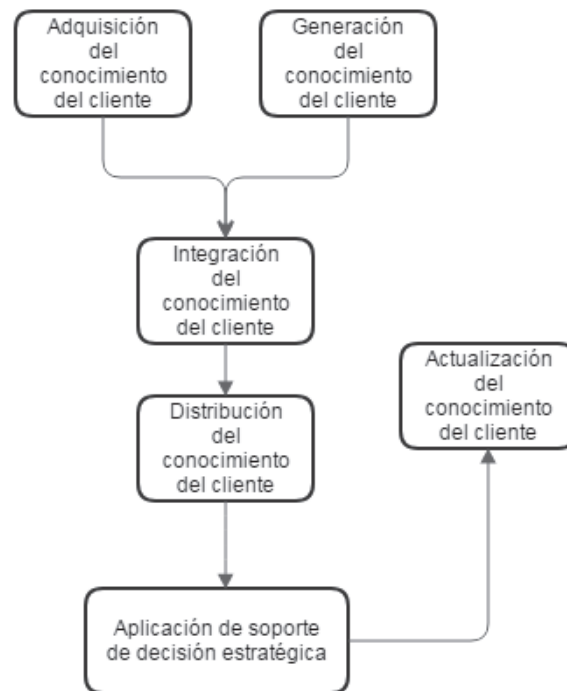 Adquisición
del
conocimiento
del cliente
Generación
del
conocimiento
del cliente
Integración
del
conocimiento
del cliente
Distribución
del
conocimiento
del cliente
Actualización
del
conocimiento
del cliente
Aplicación de soporte
de decisión estratégica